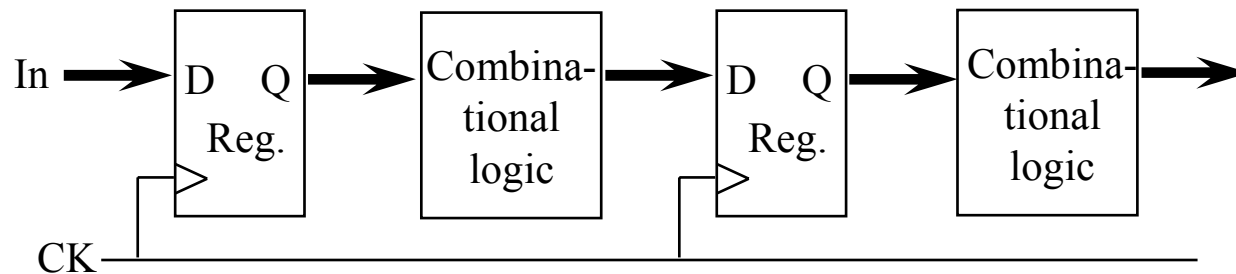 In
D Q
Reg.
Combina-
tional
logic
D Q
Reg.
Combina-
tional
logic
CK